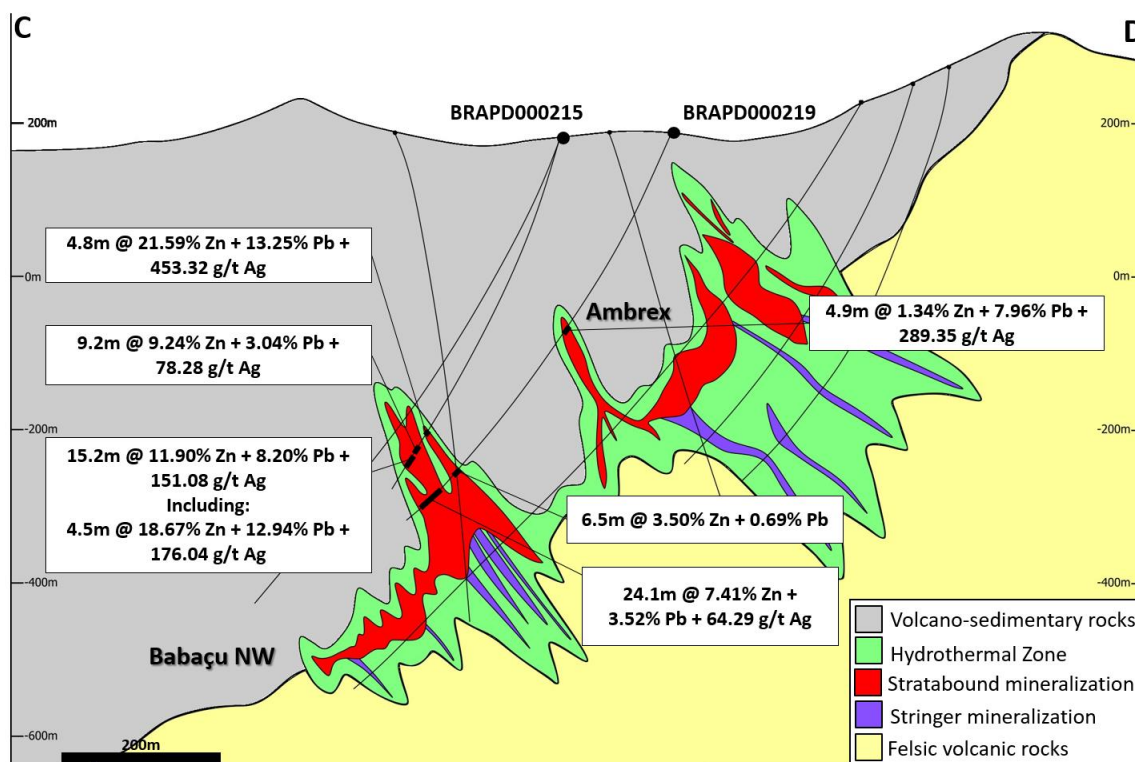 C
D
BRAPD000215
BRAPD000219
200m
200m
4.8m @ 21.59% Zn + 13.25% Pb +
453.32 g/t Ag
0m
0m
Ambrex
4.9m @ 1.34% Zn + 7.96% Pb +
289.35 g/t Ag
9.2m @ 9.24% Zn + 3.04% Pb +
78.28 g/t Ag
-200m
-200m
15.2m @ 11.90% Zn + 8.20% Pb +
151.08 g/t Ag
Including:
4.5m @ 18.67% Zn + 12.94% Pb +
176.04 g/t Ag
6.5m @ 3.50% Zn + 0.69% Pb
-400m
-400m
24.1m @ 7.41% Zn +
3.52% Pb + 64.29 g/t Ag
Babaçu NW
Volcano-sedimentary rocks
Hydrothermal Zone
Stratabound mineralization
Stringer mineralization
Felsic volcanic rocks
-600m
200m